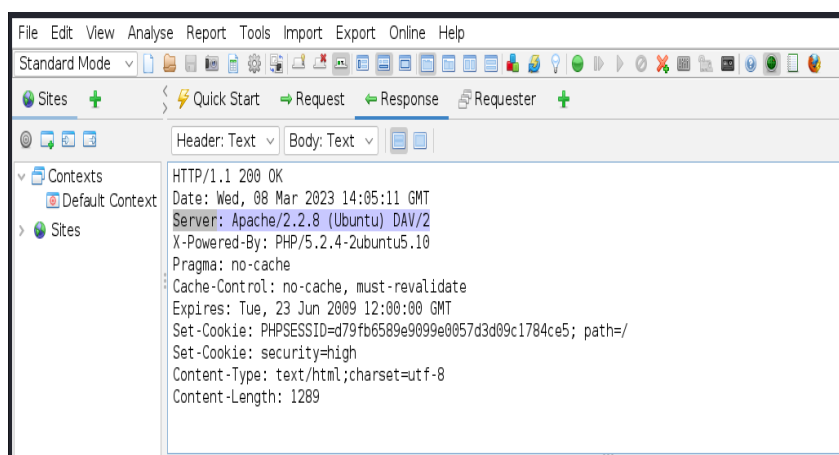 File Edit View Analyse Report Tools Import Export Online Help
Standard Mode
Sites
Quick Start Request Response Requester
Header: Text Body: Text
Contexts
Default Context
Sites
HTTP/1.1 200 OK
Date: Wed, 08 Mar 2023 14:05:11 GMT
Server: Apache/2.2.8 (Ubuntu) DAV/2
X-Powered-By: PHP/5.2.4-2ubuntu5.10
Pragma: no-cache
Cache-Control: no-cache, must-revalidate
Expires: Tue, 23 Jun 2009 12:00:00 GMT
Set-Cookie: PHPSESSID=d79fb6589e9099e0057d3d09c1784ce5; path=/
Set-Cookie: security=high
Content-Type: text/html;charset=utf-8
Content-Length: 1289